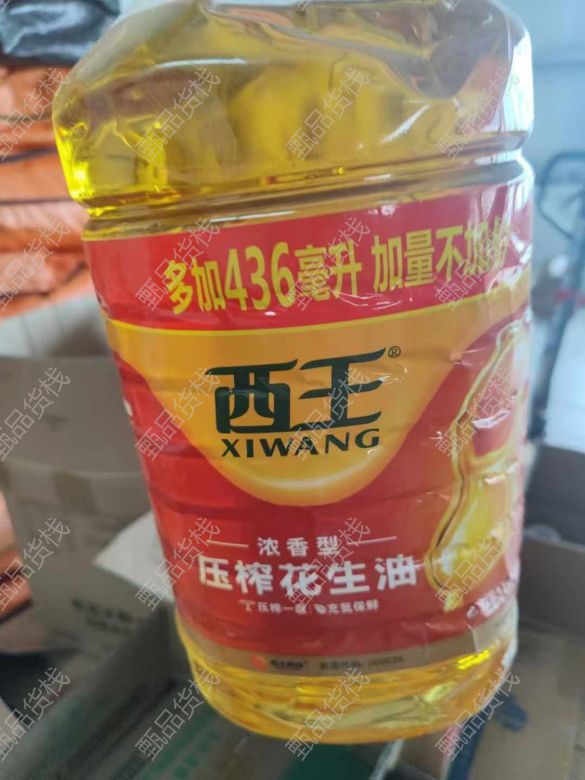 多加436毫升 加量不加价
西王®
XIWANG
浓香型
压榨花生油
压榨一级 充氮保鲜
甄品货栈